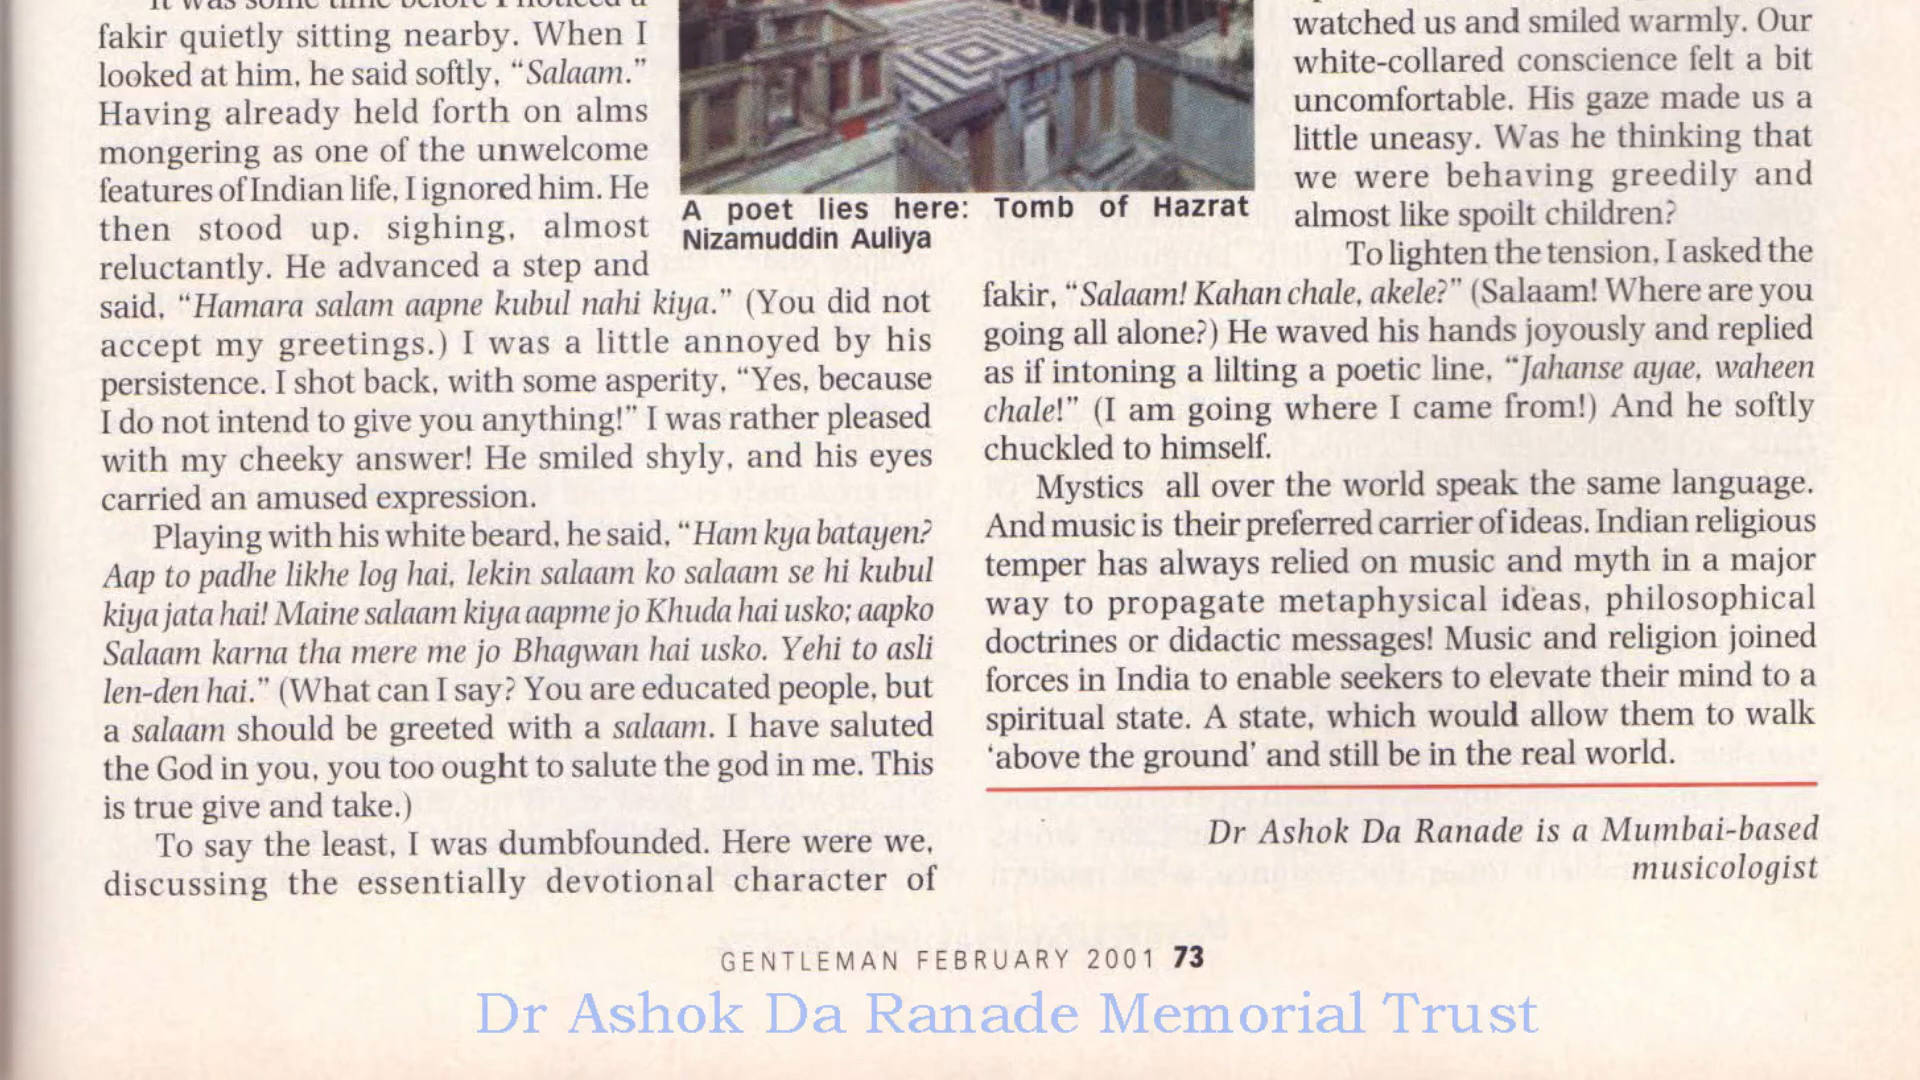 It was some time before I noticed a
fakir quietly sitting nearby. When I
looked at him, he said softly, “Salaam.”
Having already held forth on alms
mongering as one of the unwelcome
features of Indian life, I ignored him. He
then stood up. sighing, almost
reluctantly. He advanced a step and
said, “Hamara salam aapne kubul nahi kiya.” (You did not
accept my greetings.) I was a little annoyed by his
persistence. I shot back, with some asperity, “Yes, because
I do not intend to give you anything!” I was rather pleased
with my cheeky answer! He smiled shyly, and his eyes
carried an amused expression.
Playing with his white beard, he said, “Ham kya batayen?
Aap to padhe likhe log hai, lekin salaam ko salaam se hi kubul
kiya jata hai! Maine salaam kiya aapme jo Khuda hai usko; aapko
Salaam karna tha mere me jo Bhagwan hai usko. Yehi to asli
len-den hai.” (What can I say? You are educated people, but
a salaam should be greeted with a salaam. I have saluted
the God in you, you too ought to salute the god in me. This
is true give and take.)
To say the least, I was dumbfounded. Here were we,
discussing the essentially devotional character of
A poet lies here: Tomb of Hazrat
Nizamuddin Auliya
watched us and smiled warmly. Our
white-collared conscience felt a bit
uncomfortable. His gaze made us a
little uneasy. Was he thinking that
we were behaving greedily and
almost like spoilt children?
To lighten the tension, I asked the
fakir, “Salaam! Kahan chale, akele?” (Salaam! Where are you
going all alone?) He waved his hands joyously and replied
as if intoning a lilting a poetic line, “Jahanse ayae, waheen
chale!” (I am going where I came from!) And he softly
chuckled to himself.
Mystics all over the world speak the same language.
And music is their preferred carrier of ideas. Indian religious
temper has always relied on music and myth in a major
way to propagate metaphysical ideas, philosophical
doctrines or didactic messages! Music and religion joined
forces in India to enable seekers to elevate their mind to a
spiritual state. A state, which would allow them to walk
‘above the ground’ and still be in the real world.
Dr Ashok Da Ranade is a Mumbai-based
musicologist
GENTLEMAN FEBRUARY 2001 73
Dr Ashok Da Ranade Memorial Trust